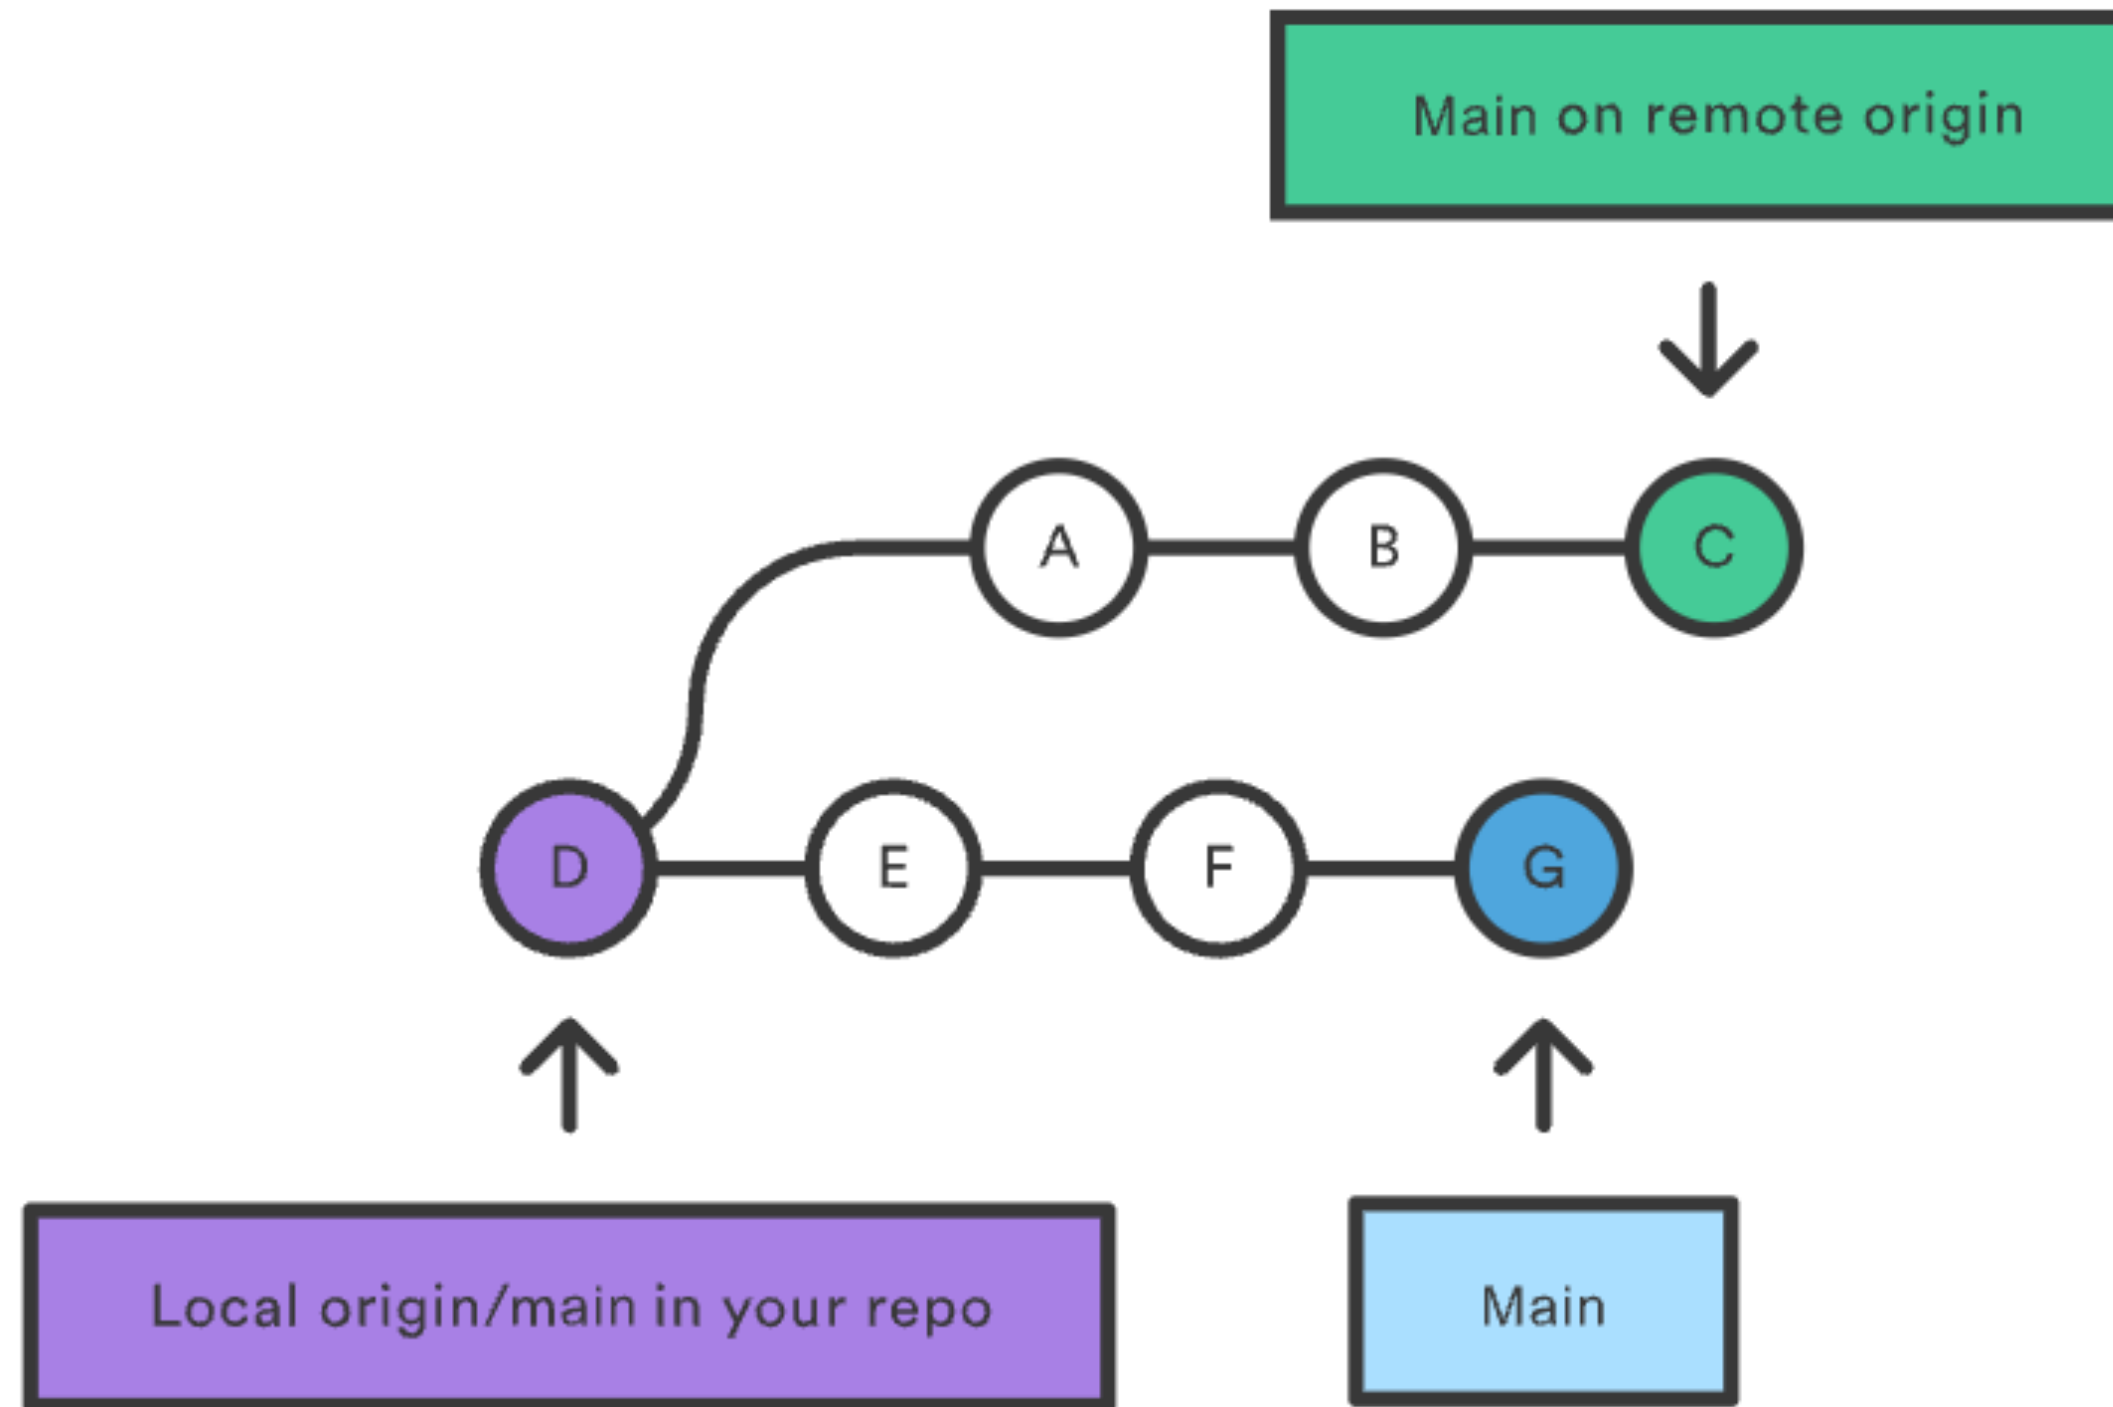 Main on remote origin
A B C
D E F G
Local origin/main in your repo
Main